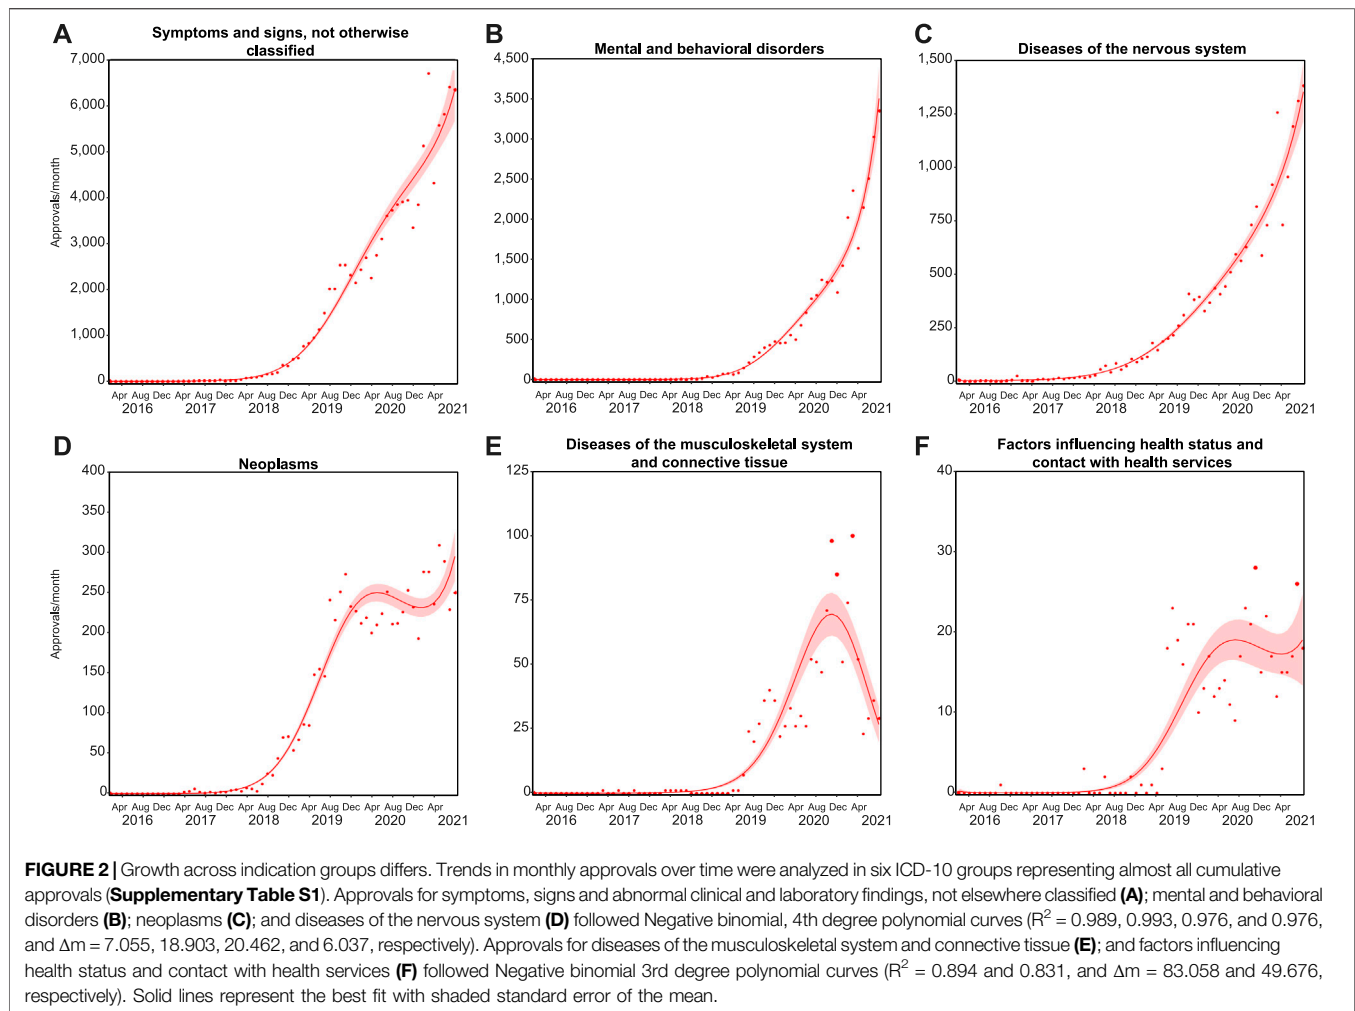 A
Symptoms and signs, not otherwise
classified
7,000
6,000
5,000
4,000
3,000
2,000
1,000
0
Approvals/month
Apr Aug Dec Apr Aug Dec Apr Aug Dec Apr Aug Dec Apr Aug Dec Apr
2016 2017 2018 2019 2020 2021
B
Mental and behavioral disorders
4,500
3,500
3,000
2,500
2,000
1,500
1,000
500
0
Apr Aug Dec Apr Aug Dec Apr Aug Dec Apr Aug Dec Apr Aug Dec Apr
2016 2017 2018 2019 2020 2021
C
Diseases of the nervous system
1,500
1,250
1,000
750
500
250
0
Apr Aug Dec Apr Aug Dec Apr Aug Dec Apr Aug Dec Apr Aug Dec Apr
2016 2017 2018 2019 2020 2021
D
Neoplasms
400
350
300
250
200
150
100
50
0
Approvals/month
Apr Aug Dec Apr Aug Dec Apr Aug Dec Apr Aug Dec Apr Aug Dec Apr
2016 2017 2018 2019 2020 2021
E
Diseases of the musculoskeletal system
and connective tissue
125
100
75
50
25
0
Apr Aug Dec Apr Aug Dec Apr Aug Dec Apr Aug Dec Apr Aug Dec Apr
2016 2017 2018 2019 2020 2021
F
Factors influencing health status and
contact with health services
40
30
20
10
0
Apr Aug Dec Apr Aug Dec Apr Aug Dec Apr Aug Dec Apr Aug Dec Apr
2016 2017 2018 2019 2020 2021
FIGURE 2 | Growth across indication groups differs. Trends in monthly approvals over time were analyzed in six ICD-10 groups representing almost all cumulative
approvals (Supplementary Table S1). Approvals for symptoms, signs and abnormal clinical and laboratory findings, not elsewhere classified (A); mental and behavioral
disorders (B); neoplasms (C); and diseases of the nervous system (D) followed Negative binomial, 4th degree polynomial curves (R² = 0.989, 0.993, 0.976, and 0.976,
and Δm = 7.055, 18.903, 20.462, and 6.037, respectively). Approvals for diseases of the musculoskeletal system and connective tissue (E); and factors influencing
health status and contact with health services (F) followed Negative binomial 3rd degree polynomial curves (R² = 0.894 and 0.831, and Δm = 83.058 and 49.676,
respectively). Solid lines represent the best fit with shaded standard error of the mean.